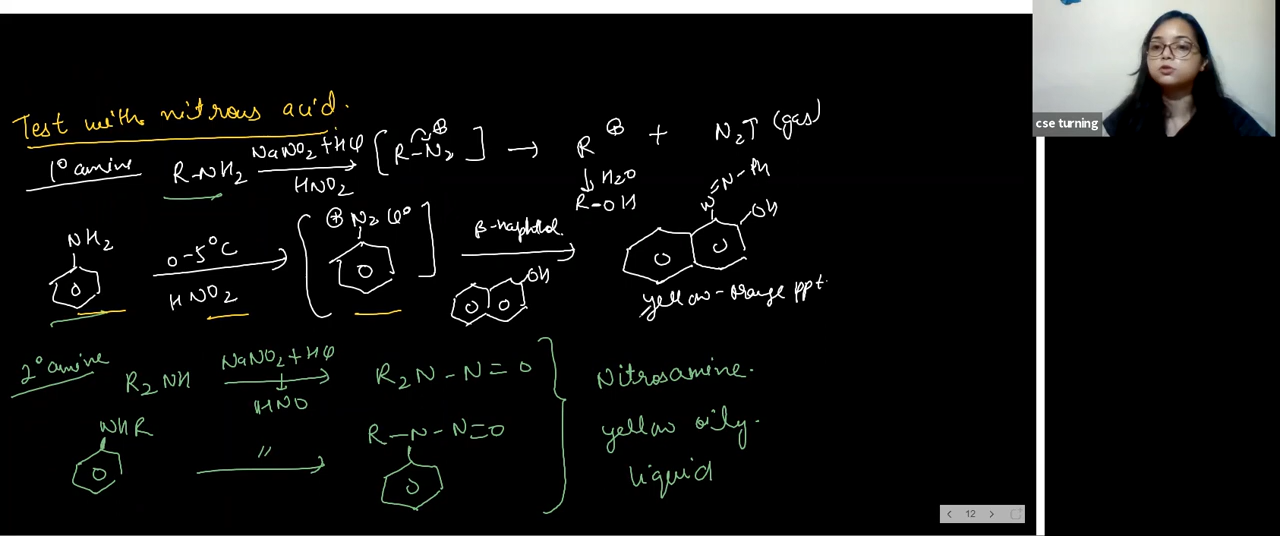 Test with nitrous acid.
1° amine R-NH2 NaNO2 + HCl HNO2 [R-N2⊕] → R⊕ + N2↑ (gas)
↓ H2O
R-OH
NH2 0-5°C HNO2 ⊕N2Cl⊖ β-naphthol OH N=N-Ph OH
yellow-orange ppt.
2° amine R2NH NaNO2 + HCl ↓ HNO R2N-N=O
NHR " R-N-N=O
Nitrosamine.
yellow oily.
liquid
cse turning
12